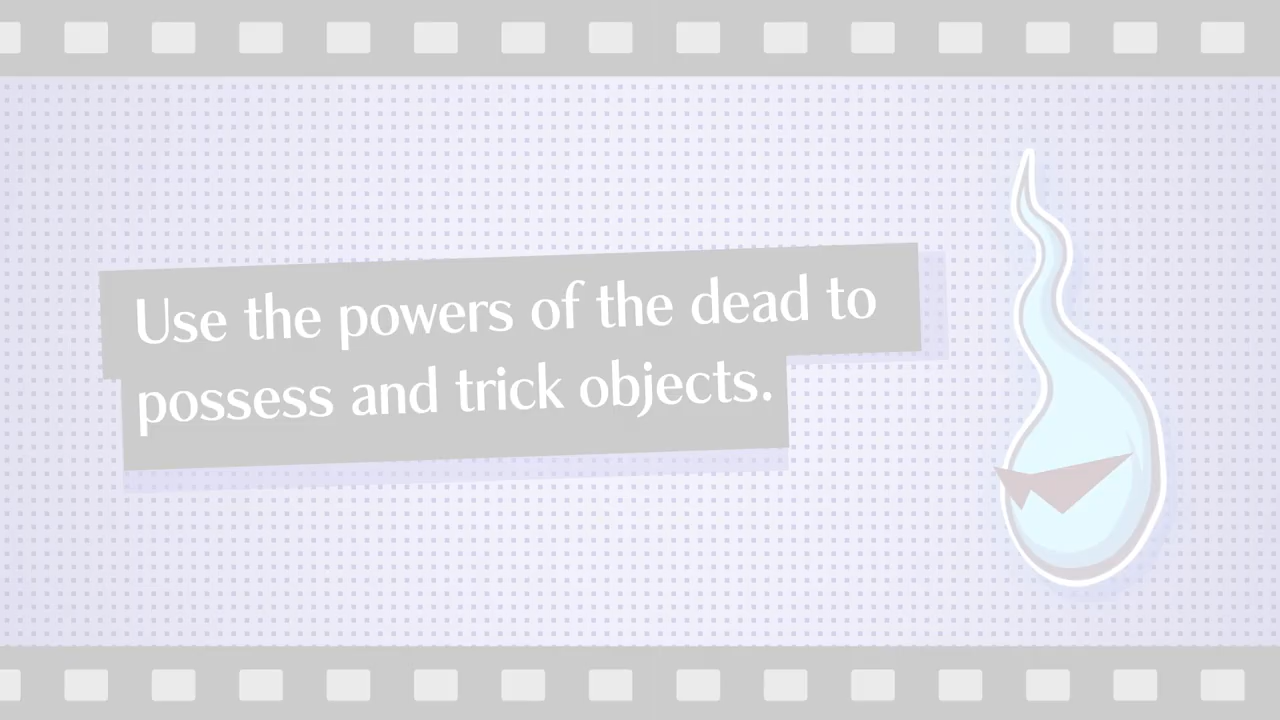 Use the powers of the dead to
possess and trick objects.